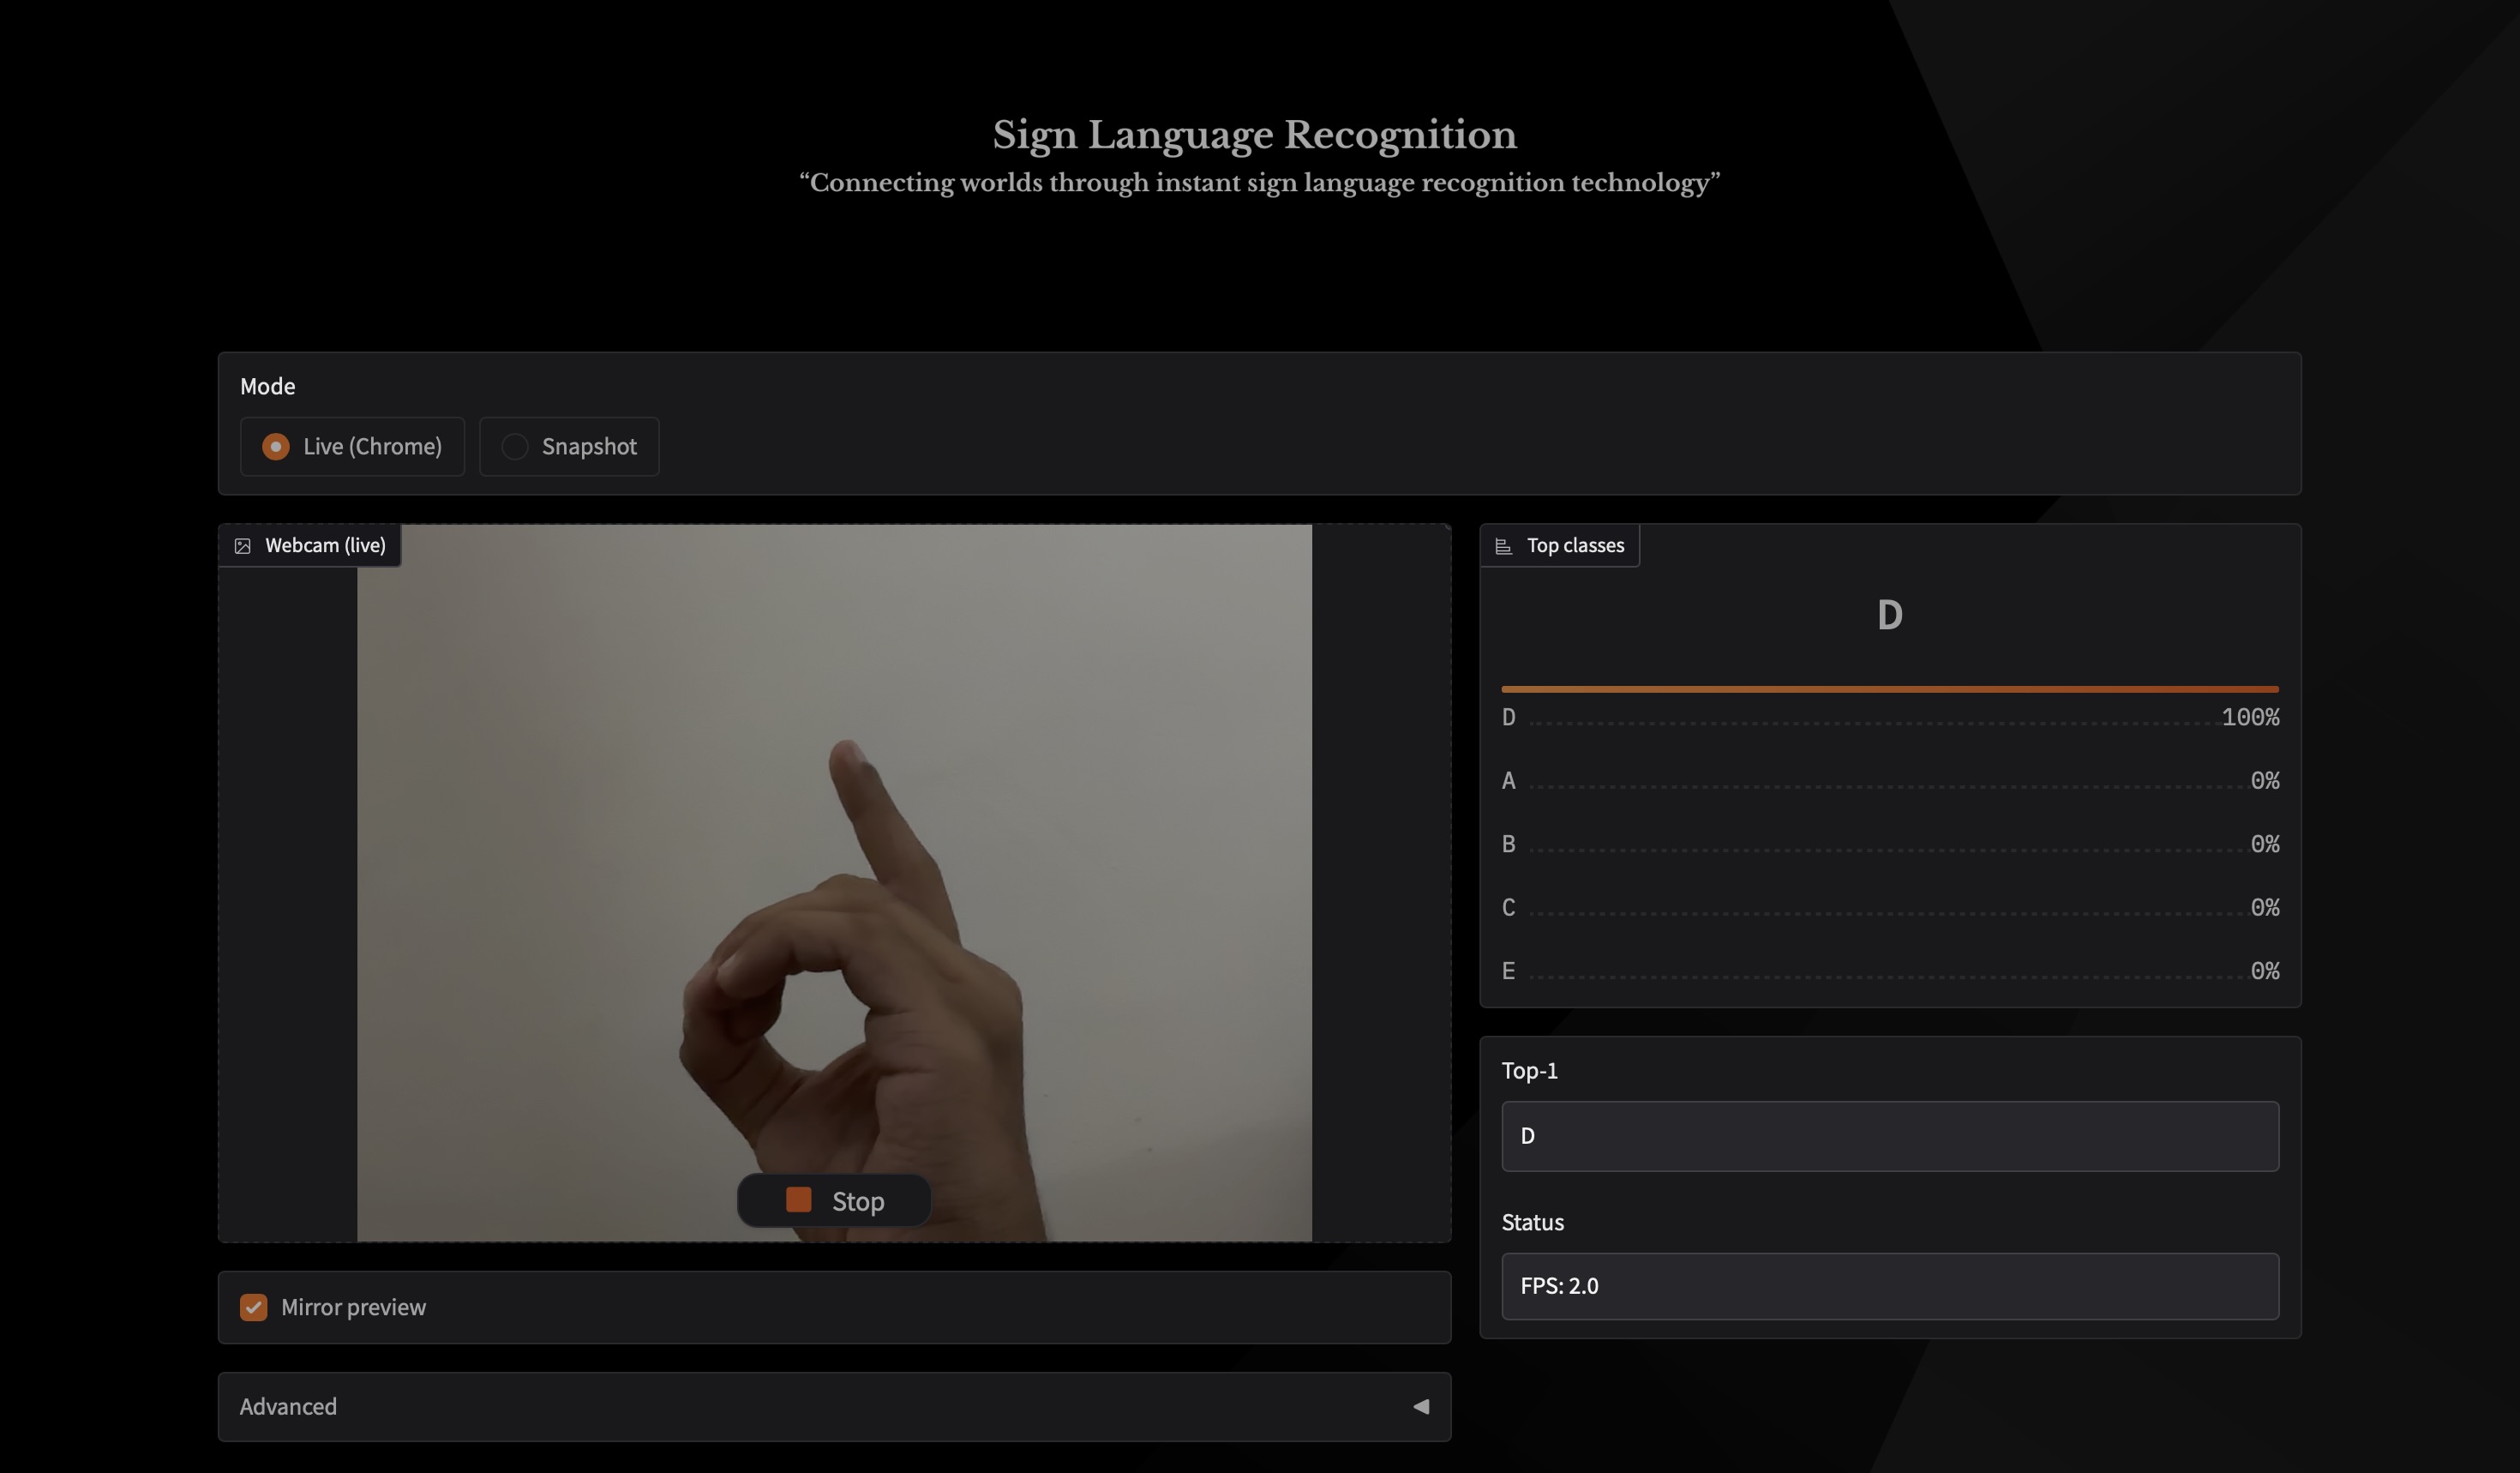 Sign Language Recognition
“Connecting worlds through instant sign language recognition technology”
Mode
Live (Chrome)
Snapshot
Webcam (live)
Stop
Mirror preview
Advanced
Top classes
D
D 100%
A 0%
B 0%
C 0%
E 0%
Top-1
D
Status
FPS: 2.0